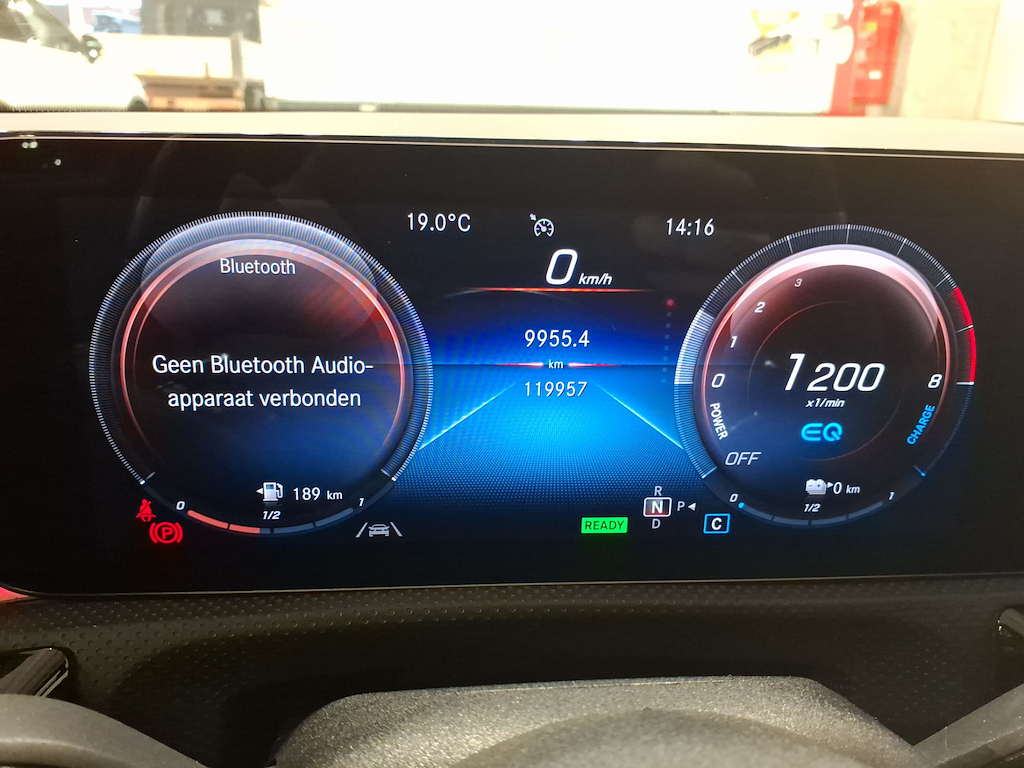 19.0°C
14:16
0 km/h
Bluetooth
Geen Bluetooth Audio-
apparaat verbonden
9955.4
km
119957
3
2
1
0
8
1200
x1/min
EQ
POWER
CHARGE
OFF
189 km
0 1/2 1
0 km
0 1/2 1
P
READY
R
N P
D
C